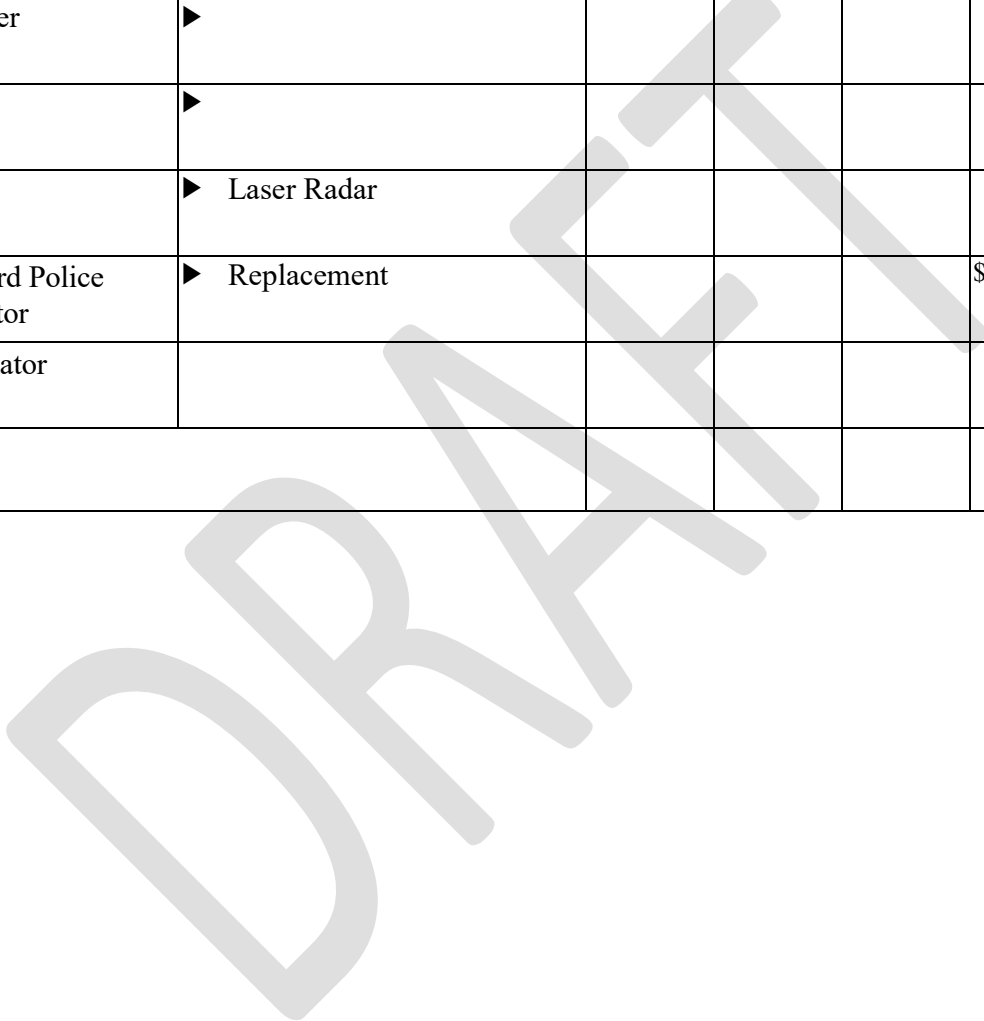 er ▶
▶
▶ Laser Radar
rd Police ▶ Replacement $
tor
ator
DRAFT